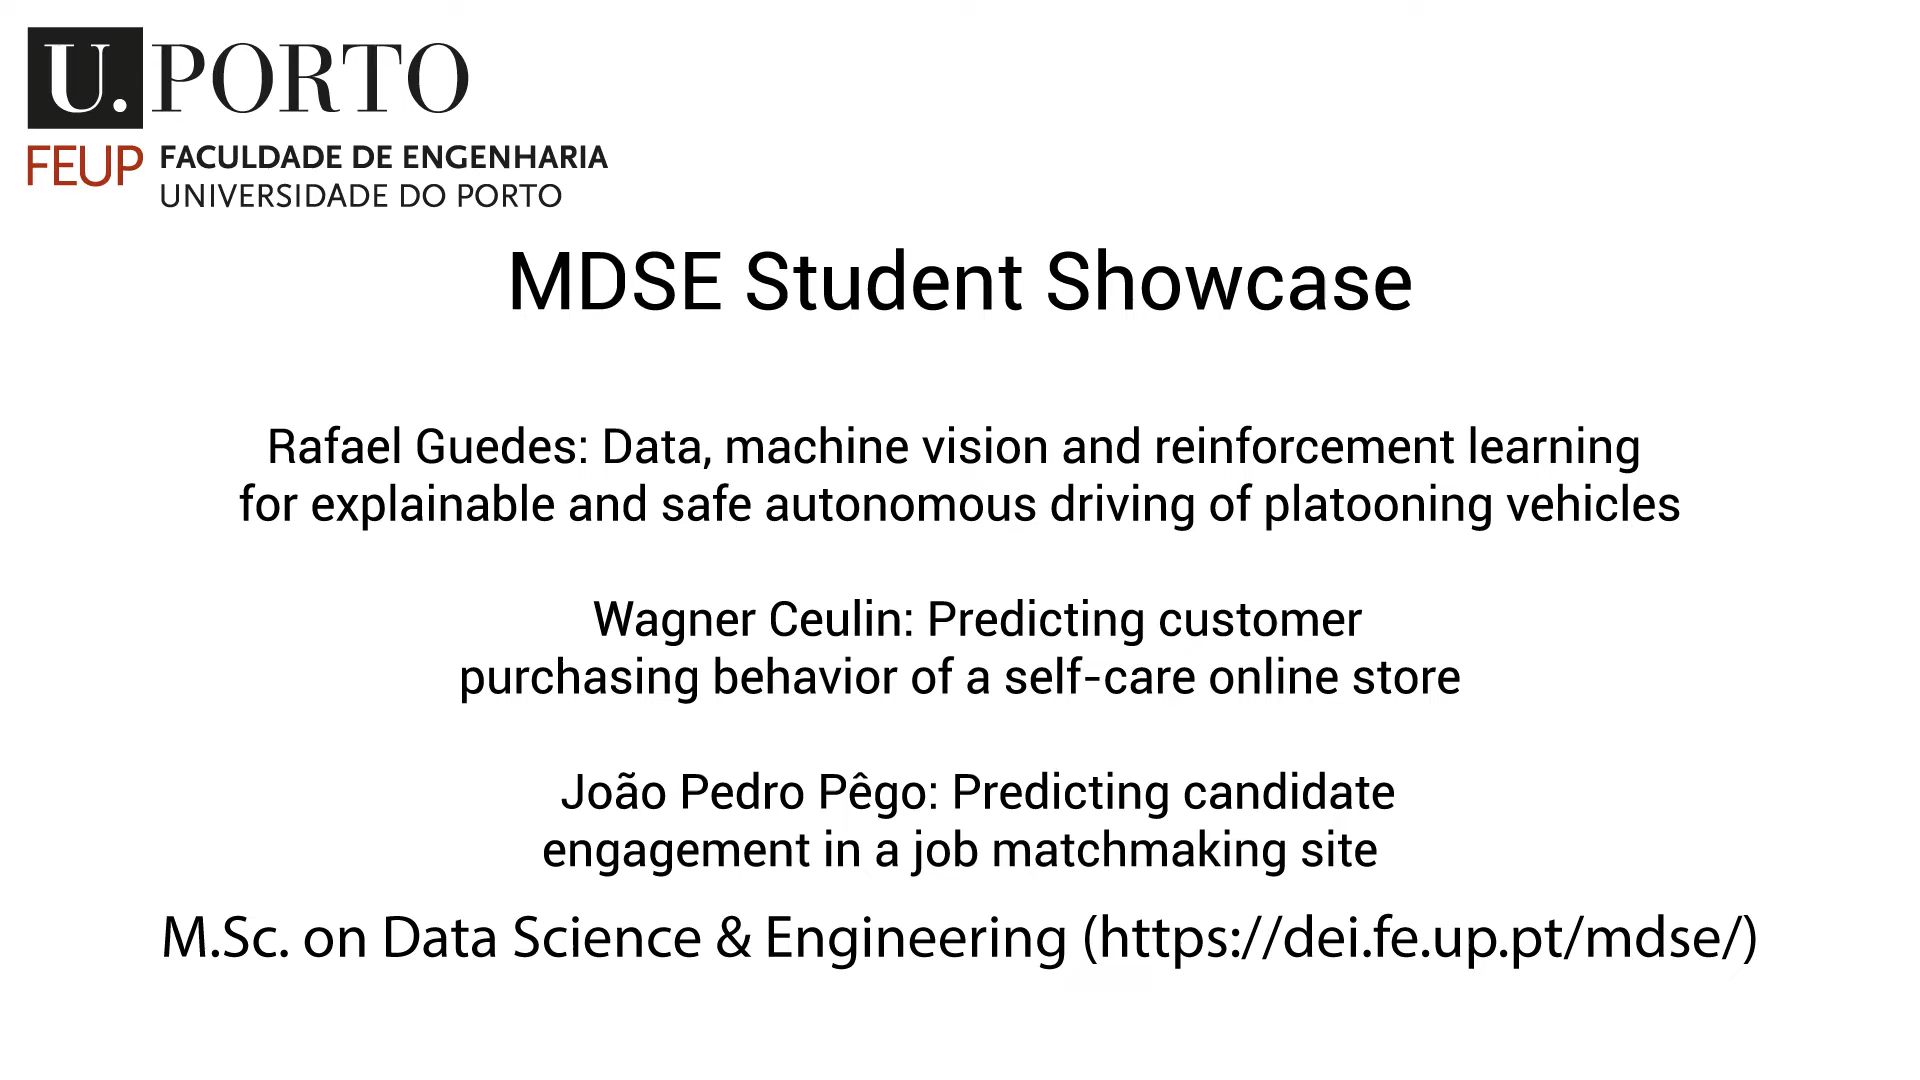 U. PORTO
FEUP FACULDADE DE ENGENHARIA
UNIVERSIDADE DO PORTO
MDSE Student Showcase
Rafael Guedes: Data, machine vision and reinforcement learning
for explainable and safe autonomous driving of platooning vehicles
Wagner Ceulin: Predicting customer
purchasing behavior of a self-care online store
João Pedro Pêgo: Predicting candidate
engagement in a job matchmaking site
M.Sc. on Data Science & Engineering (https://dei.fe.up.pt/mdse/)